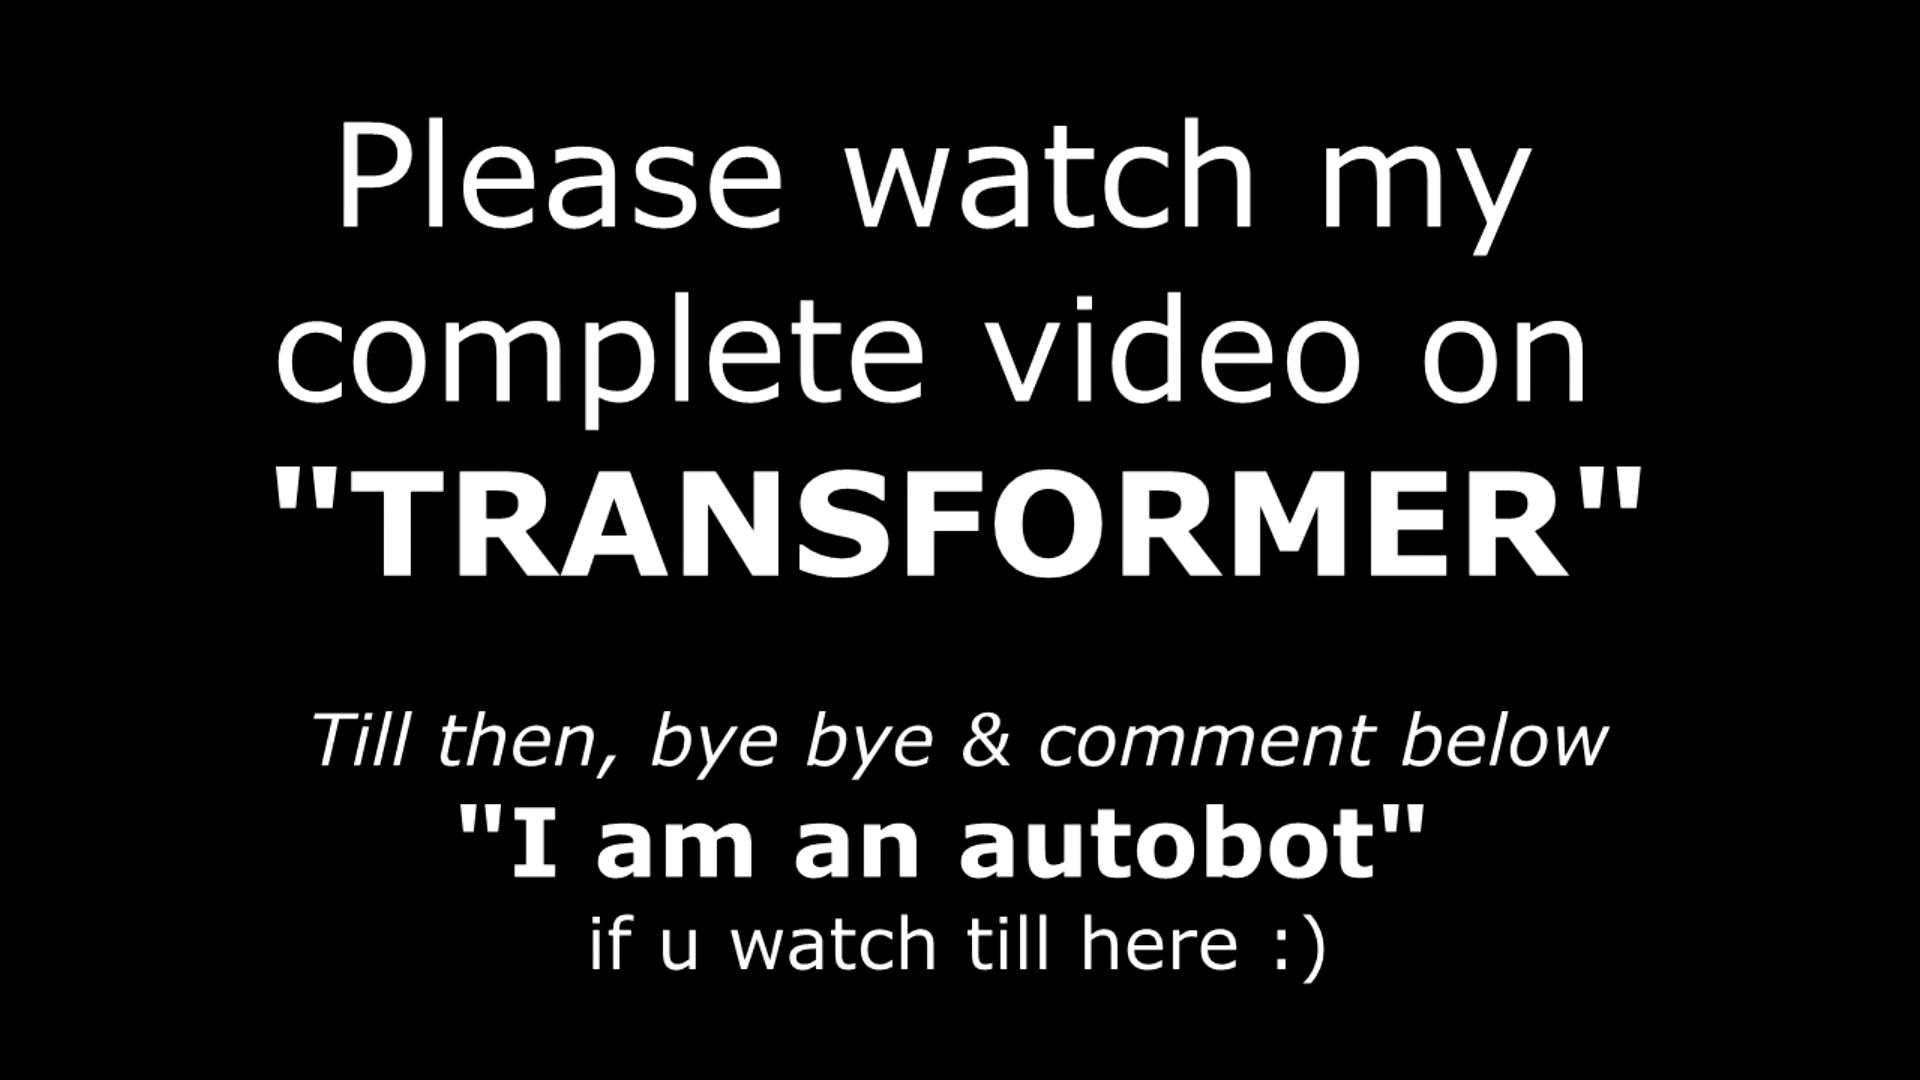 Please watch my
complete video on
"TRANSFORMER"
Till then, bye bye & comment below
"I am an autobot"
if u watch till here :)